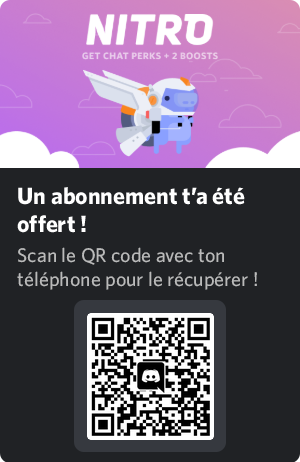 NITRO
GET CHAT PERKS + 2 BOOSTS
Un abonnement t'a été
offert !
Scan le QR code avec ton
téléphone pour le récupérer !